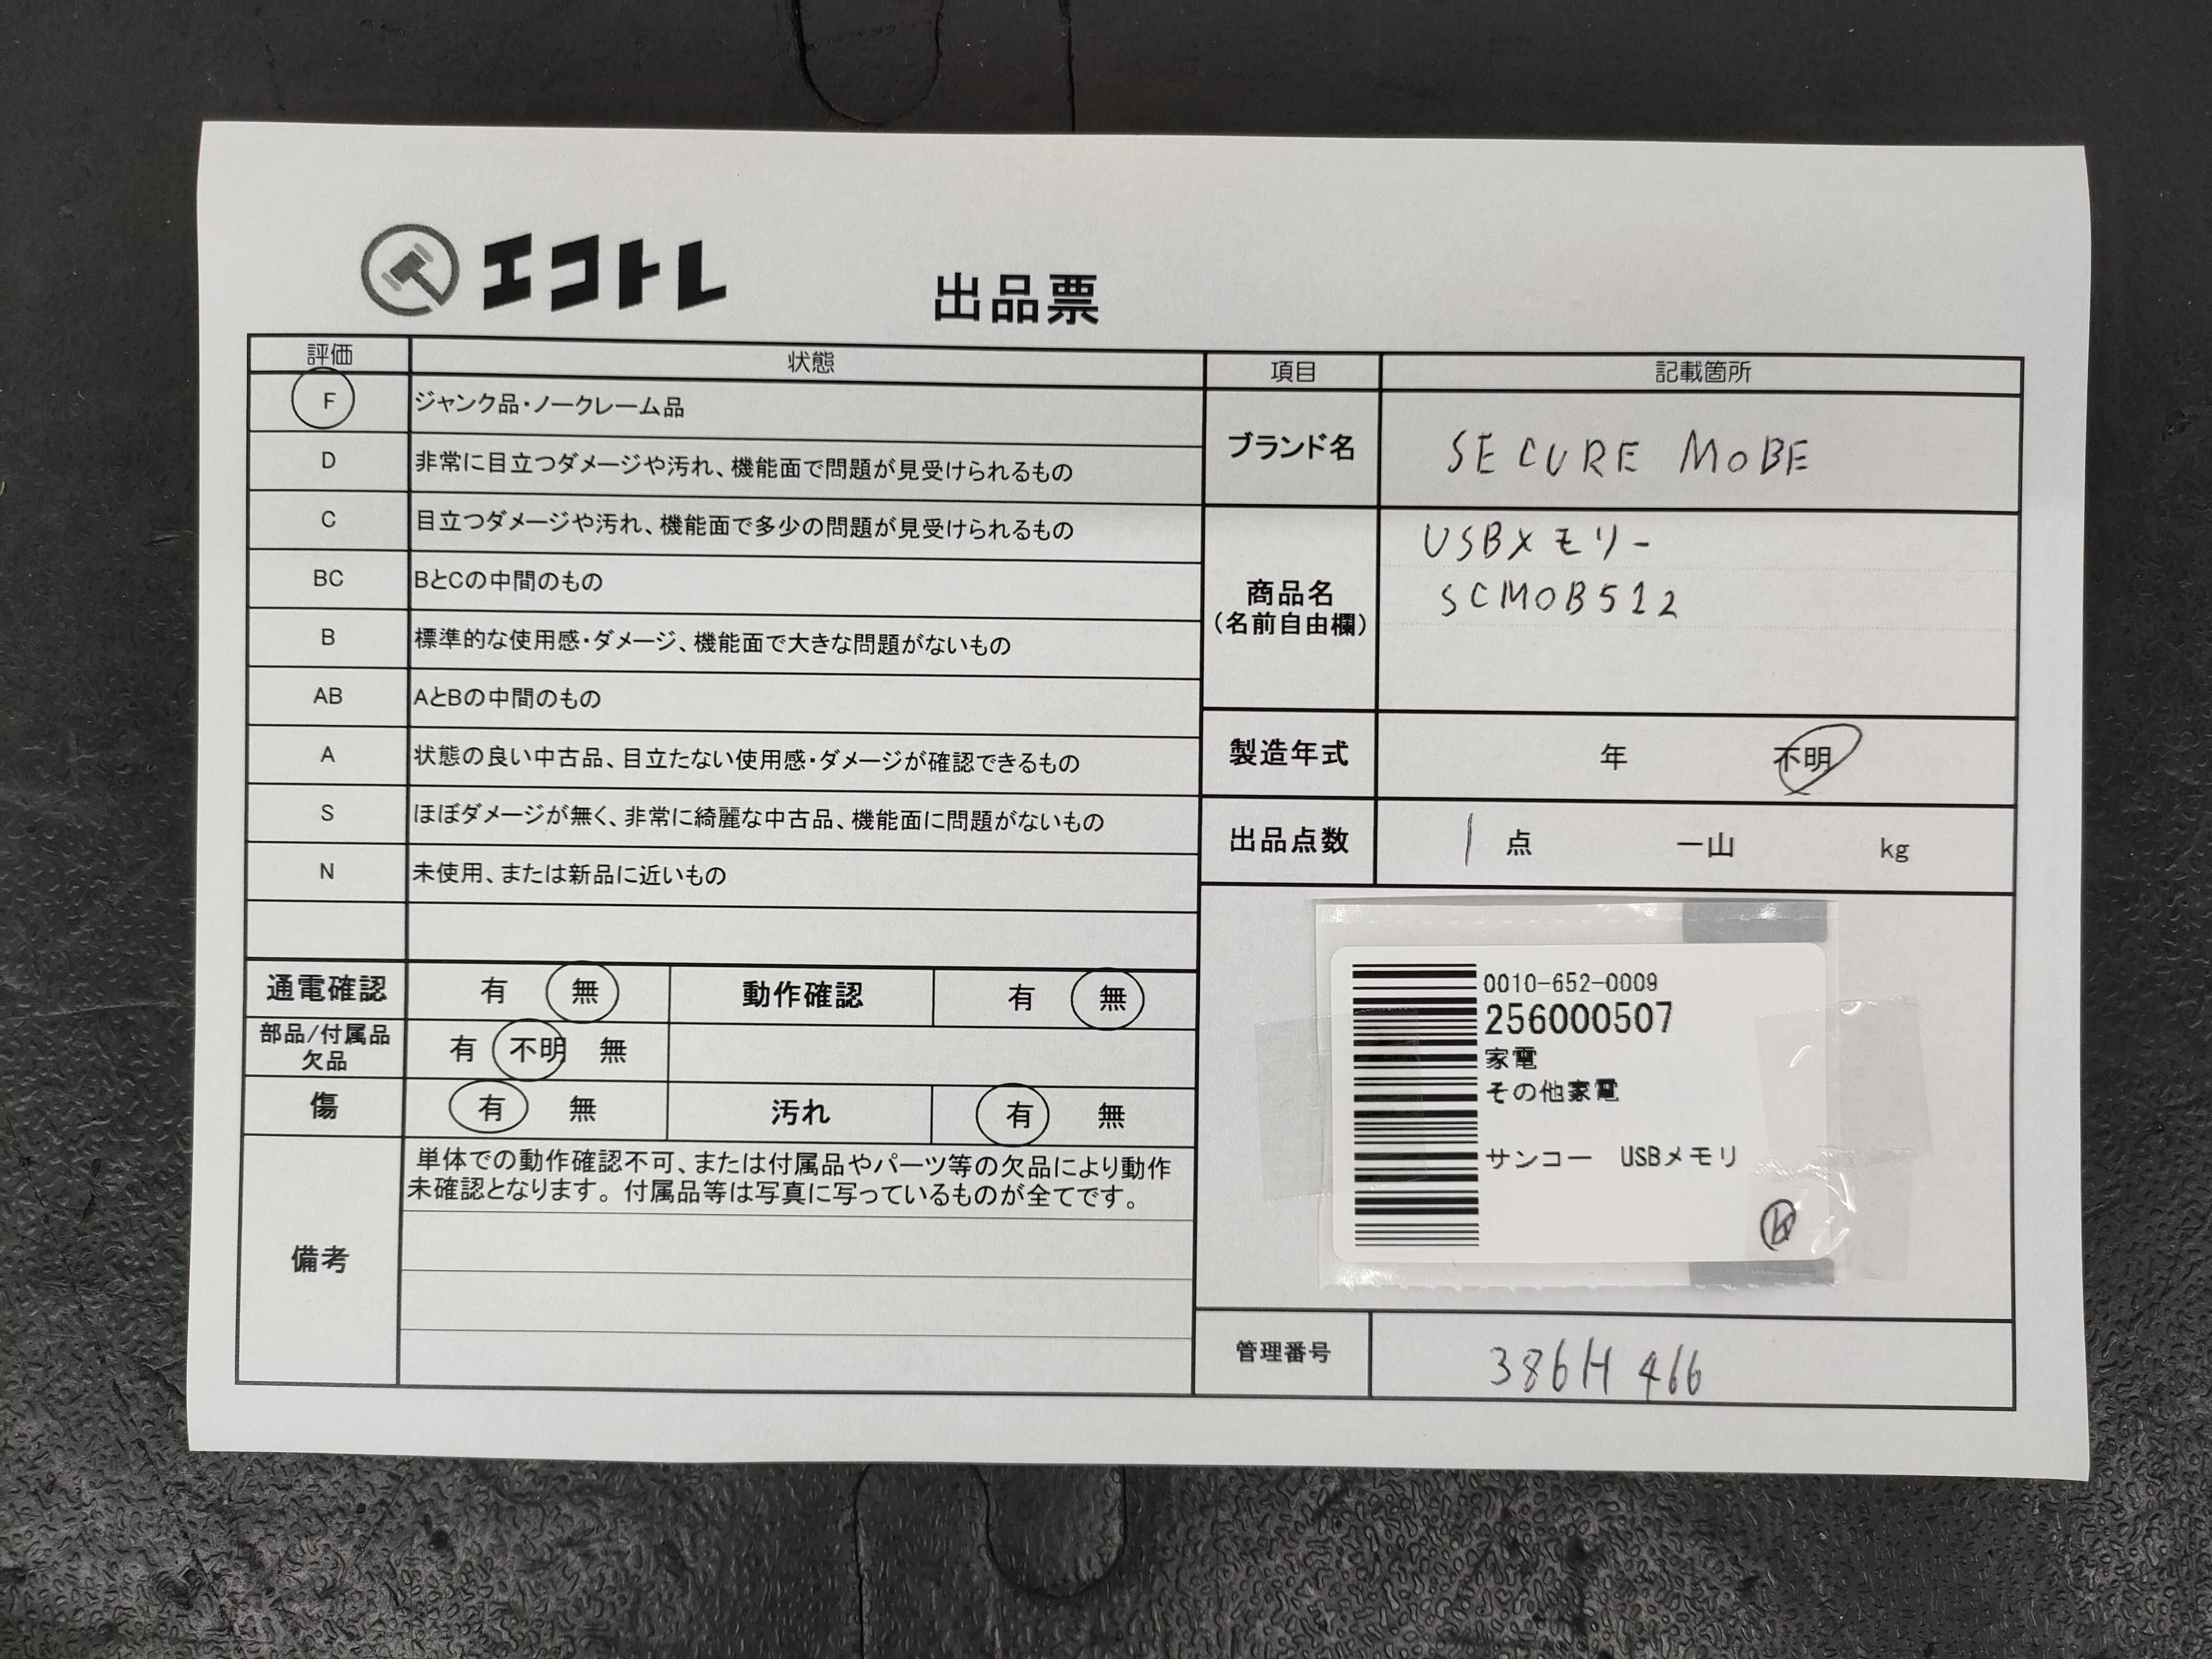 エコトレ
出品票
評価 状態
F ジャンク品・ノークレーム品
D 非常に目立つダメージや汚れ、機能面で問題が見受けられるもの
C 目立つダメージや汚れ、機能面で多少の問題が見受けられるもの
BC BとCの中間のもの
B 標準的な使用感・ダメージ、機能面で大きな問題がないもの
AB AとBの中間のもの
A 状態の良い中古品、目立たない使用感・ダメージが確認できるもの
S ほぼダメージが無く、非常に綺麗な中古品、機能面に問題がないもの
N 未使用、または新品に近いもの
通電確認 有 無 動作確認 有 無
部品/付属品
欠品 有 不明 無
傷 有 無 汚れ 有 無
備考
単体での動作確認不可、または付属品やパーツ等の欠品により動作
未確認となります。付属品等は写真に写っているものが全てです。
項目 記載箇所
ブランド名 SECURE MOBE
商品名
(名前自由欄)
USBメモリー
SCMOB512
製造年式 年 不明
出品点数 1 点 一山 kg
0010-652-0009
256000507
家電
その他家電
サンコー USBメモリ
管理番号 386H 466